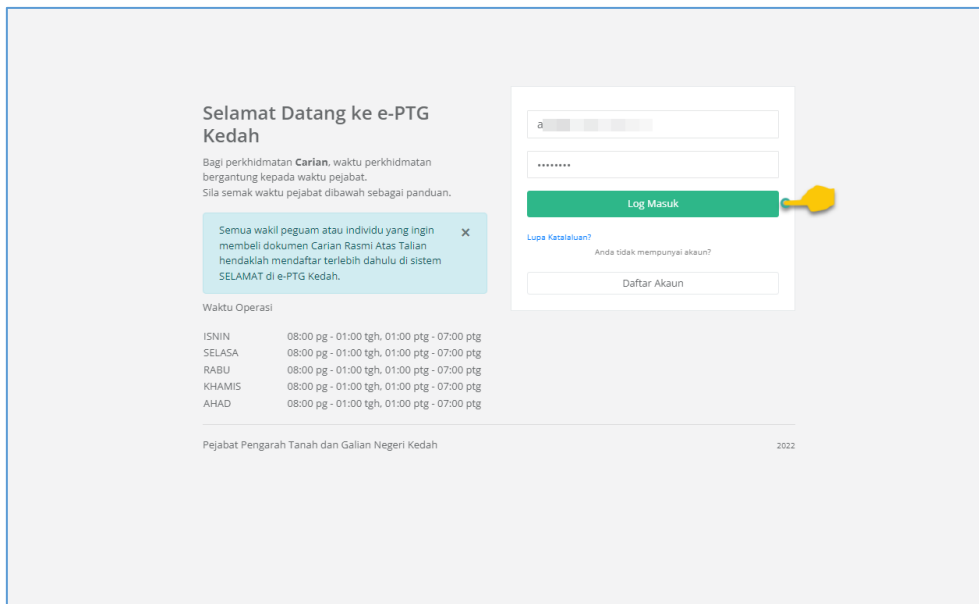 Selamat Datang ke e-PTG
Kedah
Bagi perkhidmatan Carian, waktu perkhidmatan
bergantung kepada waktu pejabat.
Sila semak waktu pejabat dibawah sebagai panduan.
Semua wakil peguam atau individu yang ingin
membeli dokumen Carian Rasmi Atas Talian
hendaklah mendaftar terlebih dahulu di sistem
SELAMAT di e-PTG Kedah.
×
Waktu Operasi
ISNIN 08:00 pg - 01:00 tgh, 01:00 ptg - 07:00 ptg
SELASA 08:00 pg - 01:00 tgh, 01:00 ptg - 07:00 ptg
RABU 08:00 pg - 01:00 tgh, 01:00 ptg - 07:00 ptg
KHAMIS 08:00 pg - 01:00 tgh, 01:00 ptg - 07:00 ptg
AHAD 08:00 pg - 01:00 tgh, 01:00 ptg - 07:00 ptg
a
••••••••
Log Masuk
Lupa Katalaluan?
Anda tidak mempunyai akaun?
Daftar Akaun
Pejabat Pengarah Tanah dan Galian Negeri Kedah
2022